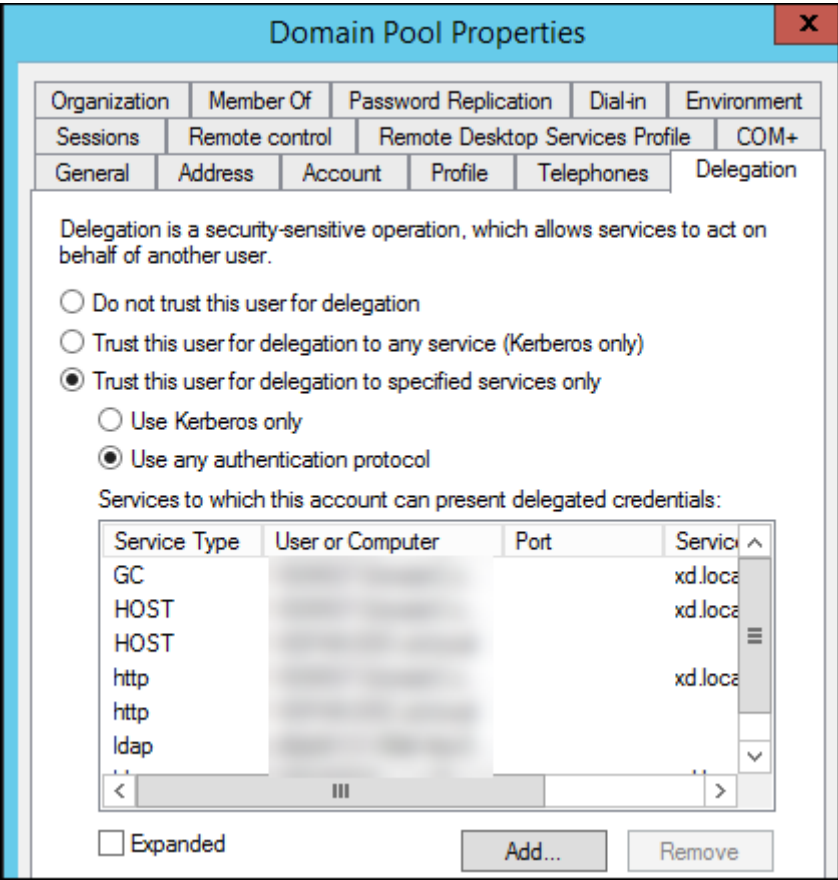 Domain Pool Properties
x
Organization Member Of Password Replication Dial-in Environment
Sessions Remote control Remote Desktop Services Profile COM+
General Address Account Profile Telephones Delegation
Delegation is a security-sensitive operation, which allows services to act on
behalf of another user.
Do not trust this user for delegation
Trust this user for delegation to any service (Kerberos only)
Trust this user for delegation to specified services only
Use Kerberos only
Use any authentication protocol
Services to which this account can present delegated credentials:
Service Type User or Computer Port Servic
GC xd.loca
HOST xd.loca
HOST
http xd.loca
http
ldap
Expanded Add... Remove